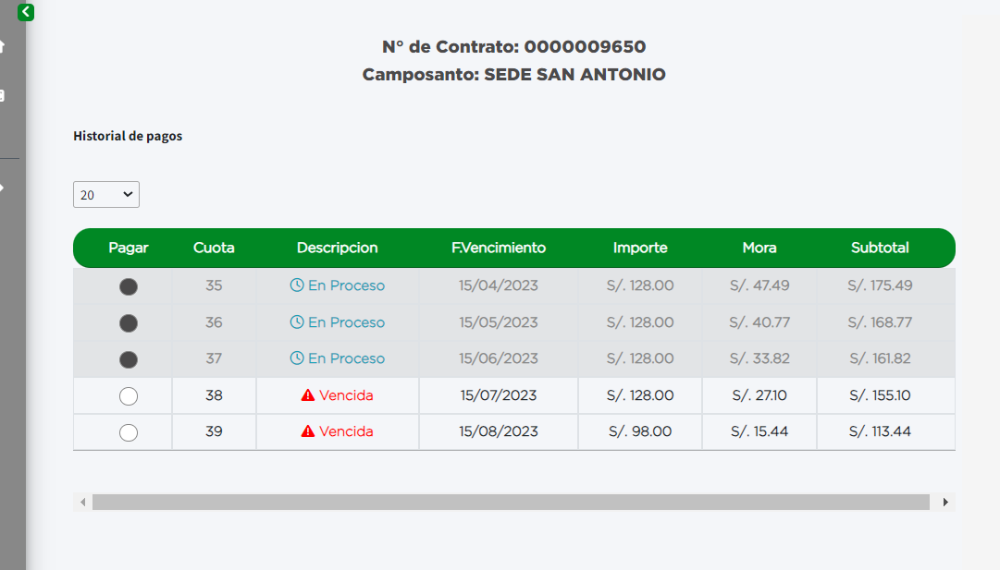 N° de Contrato: 0000009650
Camposanto: SEDE SAN ANTONIO
Historial de pagos
20
Pagar Cuota Descripcion F.Vencimiento Importe Mora Subtotal
35 En Proceso 15/04/2023 S/. 128.00 S/. 47.49 S/. 175.49
36 En Proceso 15/05/2023 S/. 128.00 S/. 40.77 S/. 168.77
37 En Proceso 15/06/2023 S/. 128.00 S/. 33.82 S/. 161.82
38 Vencida 15/07/2023 S/. 128.00 S/. 27.10 S/. 155.10
39 Vencida 15/08/2023 S/. 98.00 S/. 15.44 S/. 113.44